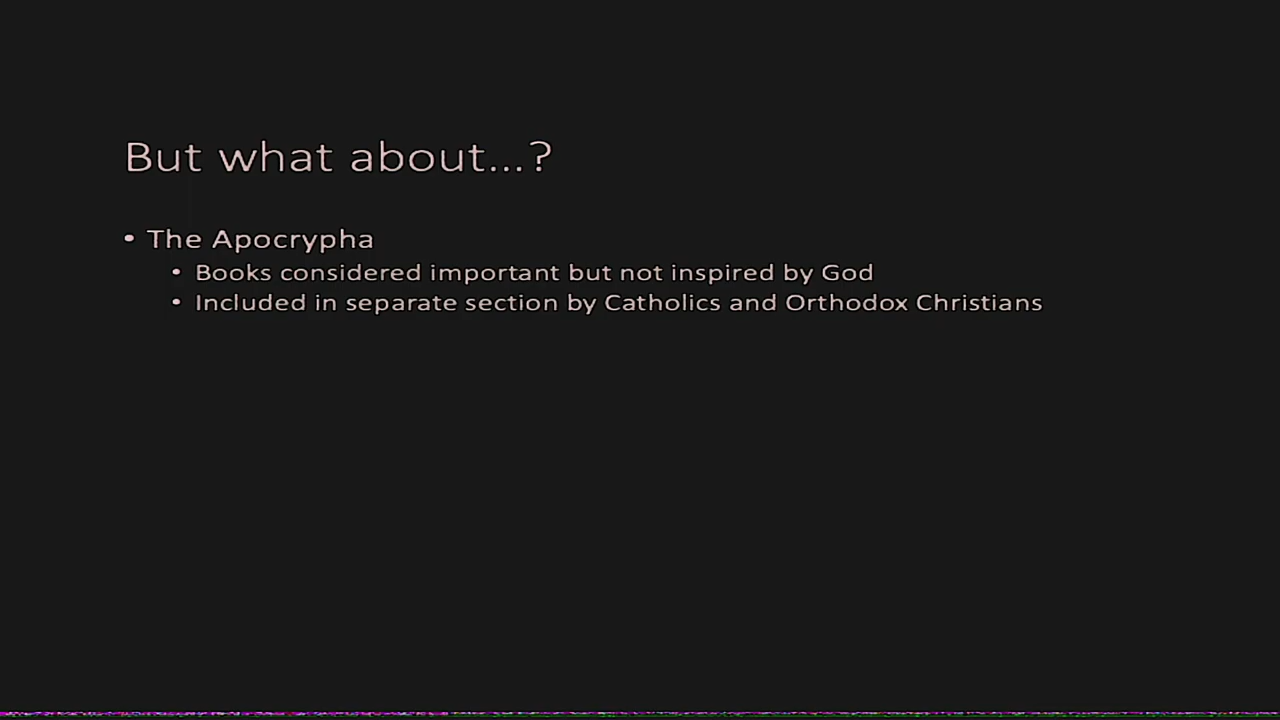 But what about...?
• The Apocrypha
• Books considered important but not inspired by God
• Included in separate section by Catholics and Orthodox Christians